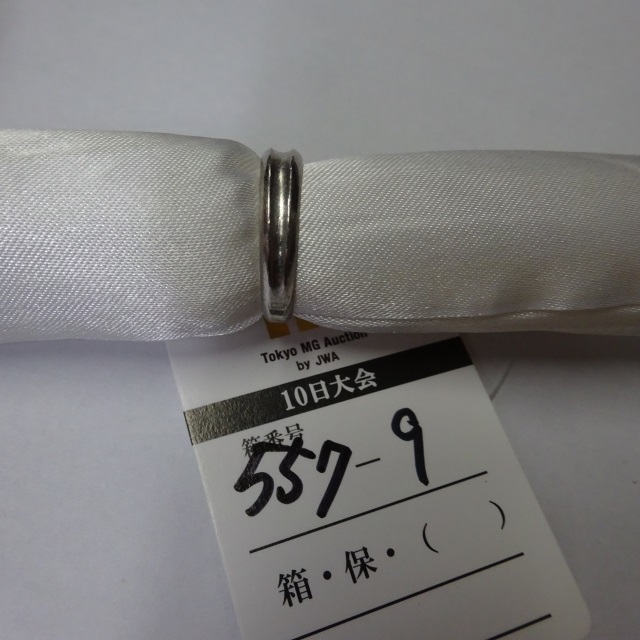 Tokyo MG Auction
by JWA
10日大会
箱番号
557-9
箱・保・（　　）